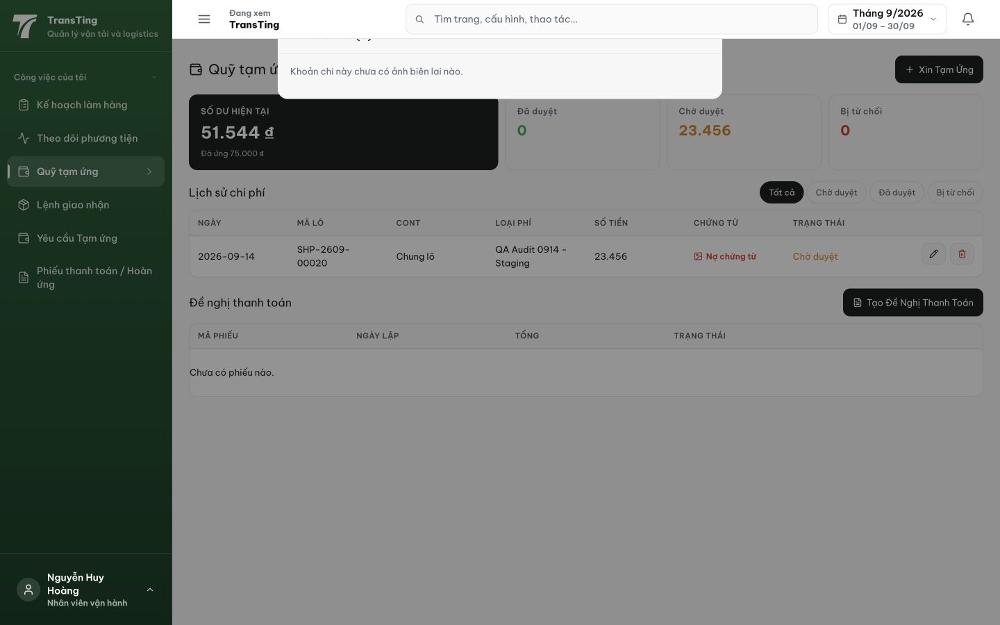 TransTing
Quản lý vận tải và logistics
Công việc của tôi
Kế hoạch làm hàng
Theo dõi phương tiện
Quỹ tạm ứng
Lệnh giao nhận
Yêu cầu Tạm ứng
Phiếu thanh toán / Hoàn
ứng
Nguyễn Huy
Hoàng
Nhân viên vận hành
Đang xem
TransTing
Tìm trang, cấu hình, thao tác...
Tháng 9/2026
01/09 – 30/09
Khoản chi này chưa có ảnh biên lai nào.
Quỹ tạm
Xin Tạm Ứng
SỐ DƯ HIỆN TẠI
51.544 ₫
Đã ứng 75.000 ₫
Đã duyệt
0
Chờ duyệt
23.456
Bị từ chối
0
Lịch sử chi phí
Tất cả
Chờ duyệt
Đã duyệt
Bị từ chối
NGÀY MÃ LÔ CONT LOẠI PHÍ SỐ TIỀN CHỨNG TỪ TRẠNG THÁI
2026-09-14 SHP-2609-00020 Chung lô QA Audit 0914 - Staging 23.456 Nợ chứng từ Chờ duyệt
Đề nghị thanh toán
Tạo Đề Nghị Thanh Toán
MÃ PHIẾU NGÀY LẬP TỔNG TRẠNG THÁI
Chưa có phiếu nào.